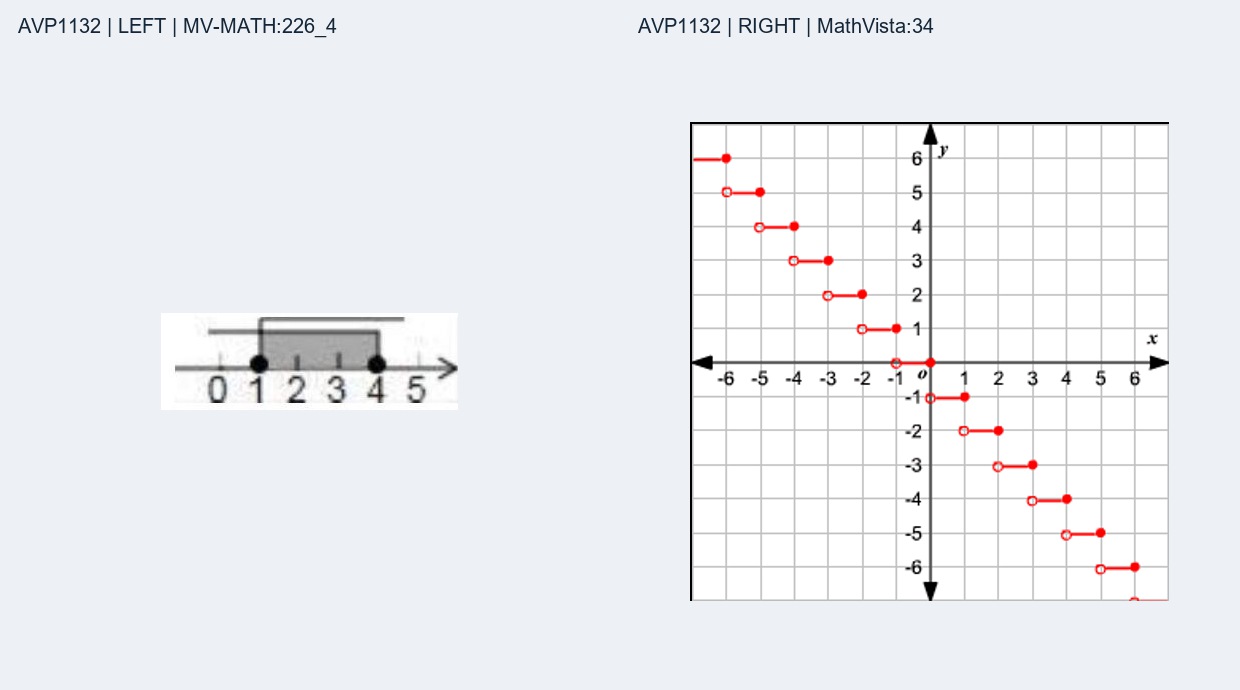 AVP1132 | LEFT | MV-MATH:226_4
0 1 2 3 4 5
AVP1132 | RIGHT | MathVista:34
y
6
5
4
3
2
1
x
-6 -5 -4 -3 -2 -1 o 1 2 3 4 5 6
-1
-2
-3
-4
-5
-6